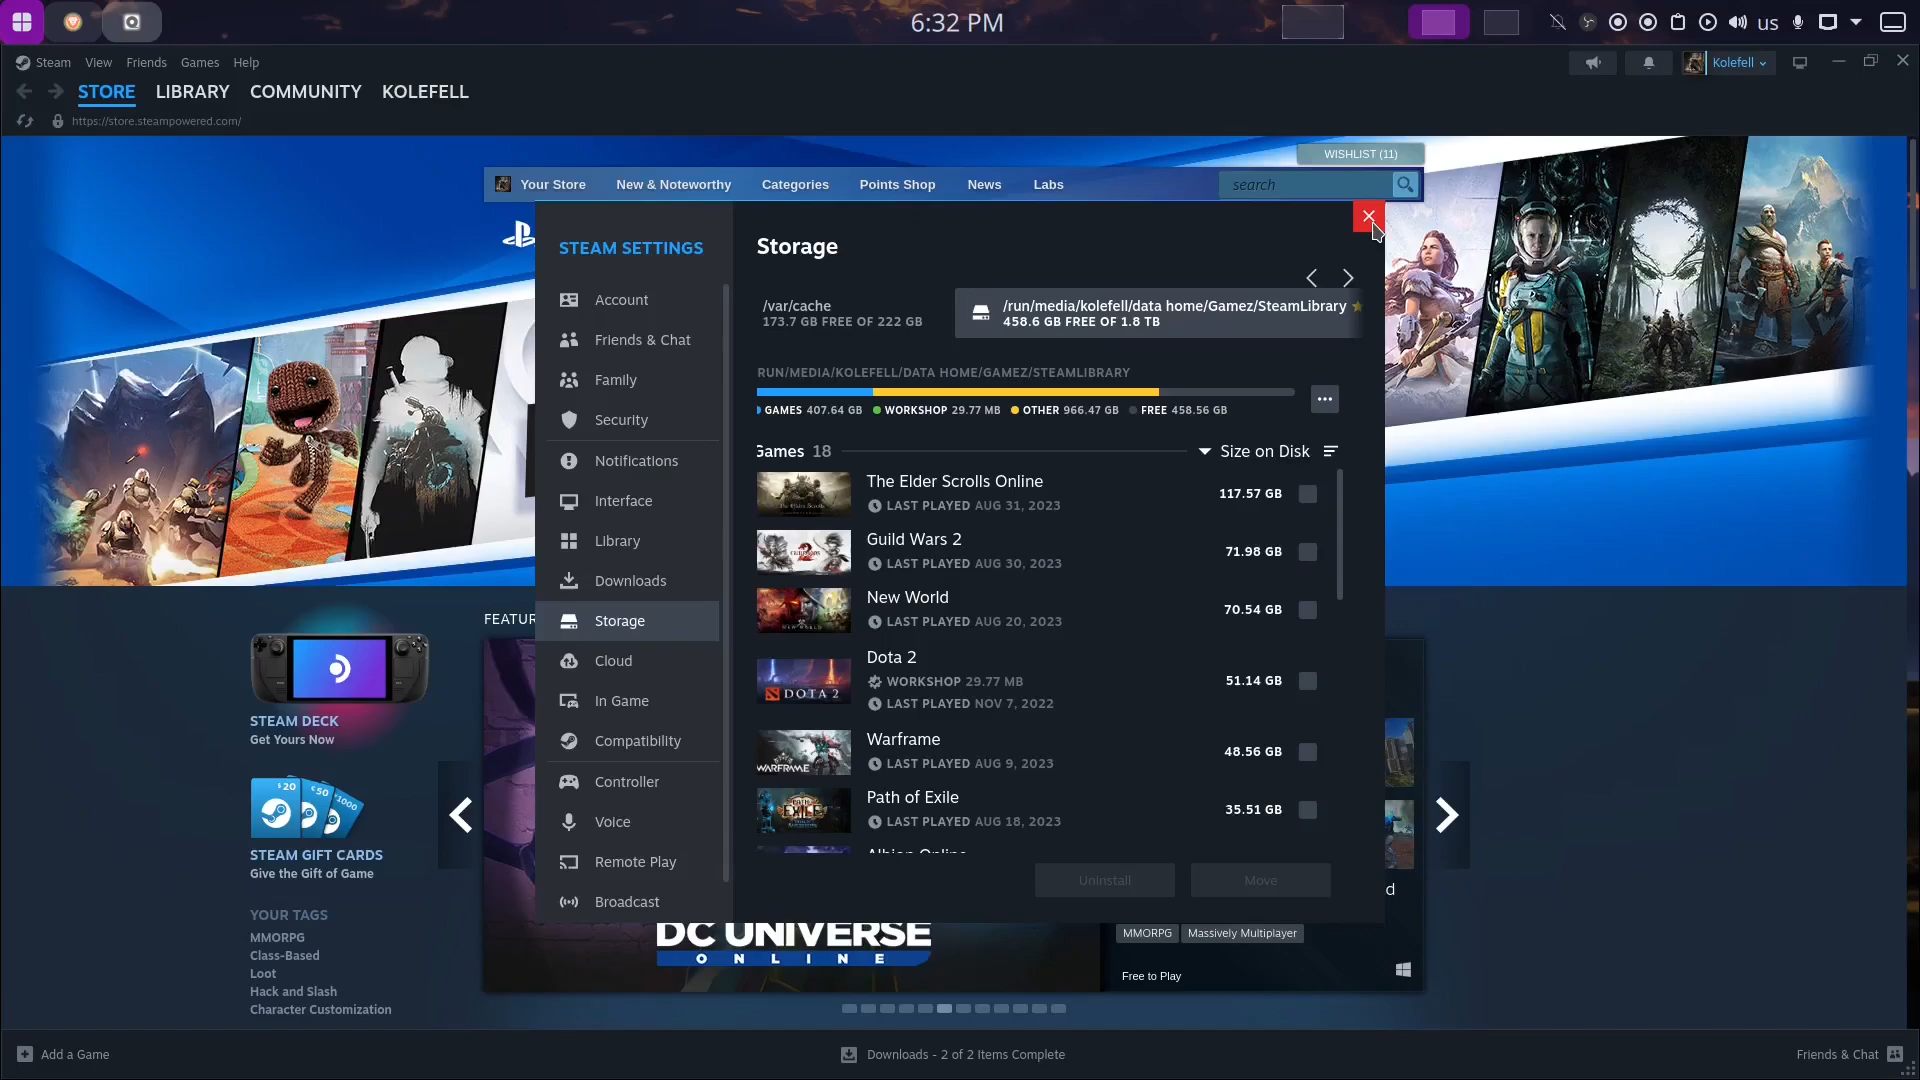 6:32 PM
us
Steam View Friends Games Help
Kolefell
STORE LIBRARY COMMUNITY KOLEFELL
https://store.steampowered.com/
WISHLIST (11)
Your Store New & Noteworthy Categories Points Shop News Labs
search
STEAM SETTINGS
Account
Friends & Chat
Family
Security
Notifications
Interface
Library
Downloads
Storage
Cloud
In Game
Compatibility
Controller
Voice
Remote Play
Broadcast
Storage
/var/cache
173.7 GB FREE OF 222 GB
/run/media/kolefell/data home/Gamez/SteamLibrary
458.6 GB FREE OF 1.8 TB
RUN/MEDIA/KOLEFELL/DATA HOME/GAMEZ/STEAMLIBRARY
GAMES 407.64 GB WORKSHOP 29.77 MB OTHER 966.47 GB FREE 458.56 GB
Games 18
Size on Disk
The Elder Scrolls Online
LAST PLAYED AUG 31, 2023
117.57 GB
Guild Wars 2
LAST PLAYED AUG 30, 2023
71.98 GB
New World
LAST PLAYED AUG 20, 2023
70.54 GB
DOTA 2
Dota 2
WORKSHOP 29.77 MB
LAST PLAYED NOV 7, 2022
51.14 GB
WARFRAME
Warframe
LAST PLAYED AUG 9, 2023
48.56 GB
Path of Exile
LAST PLAYED AUG 18, 2023
35.51 GB
Albion Online
Uninstall Move
FEATUR
STEAM DECK
Get Yours Now
$20 €50 ¥1000
STEAM GIFT CARDS
Give the Gift of Game
YOUR TAGS
MMORPG
Class-Based
Loot
Hack and Slash
Character Customization
DC UNIVERSE
ONLINE
d
MMORPG Massively Multiplayer
Free to Play
Add a Game
Downloads - 2 of 2 Items Complete
Friends & Chat